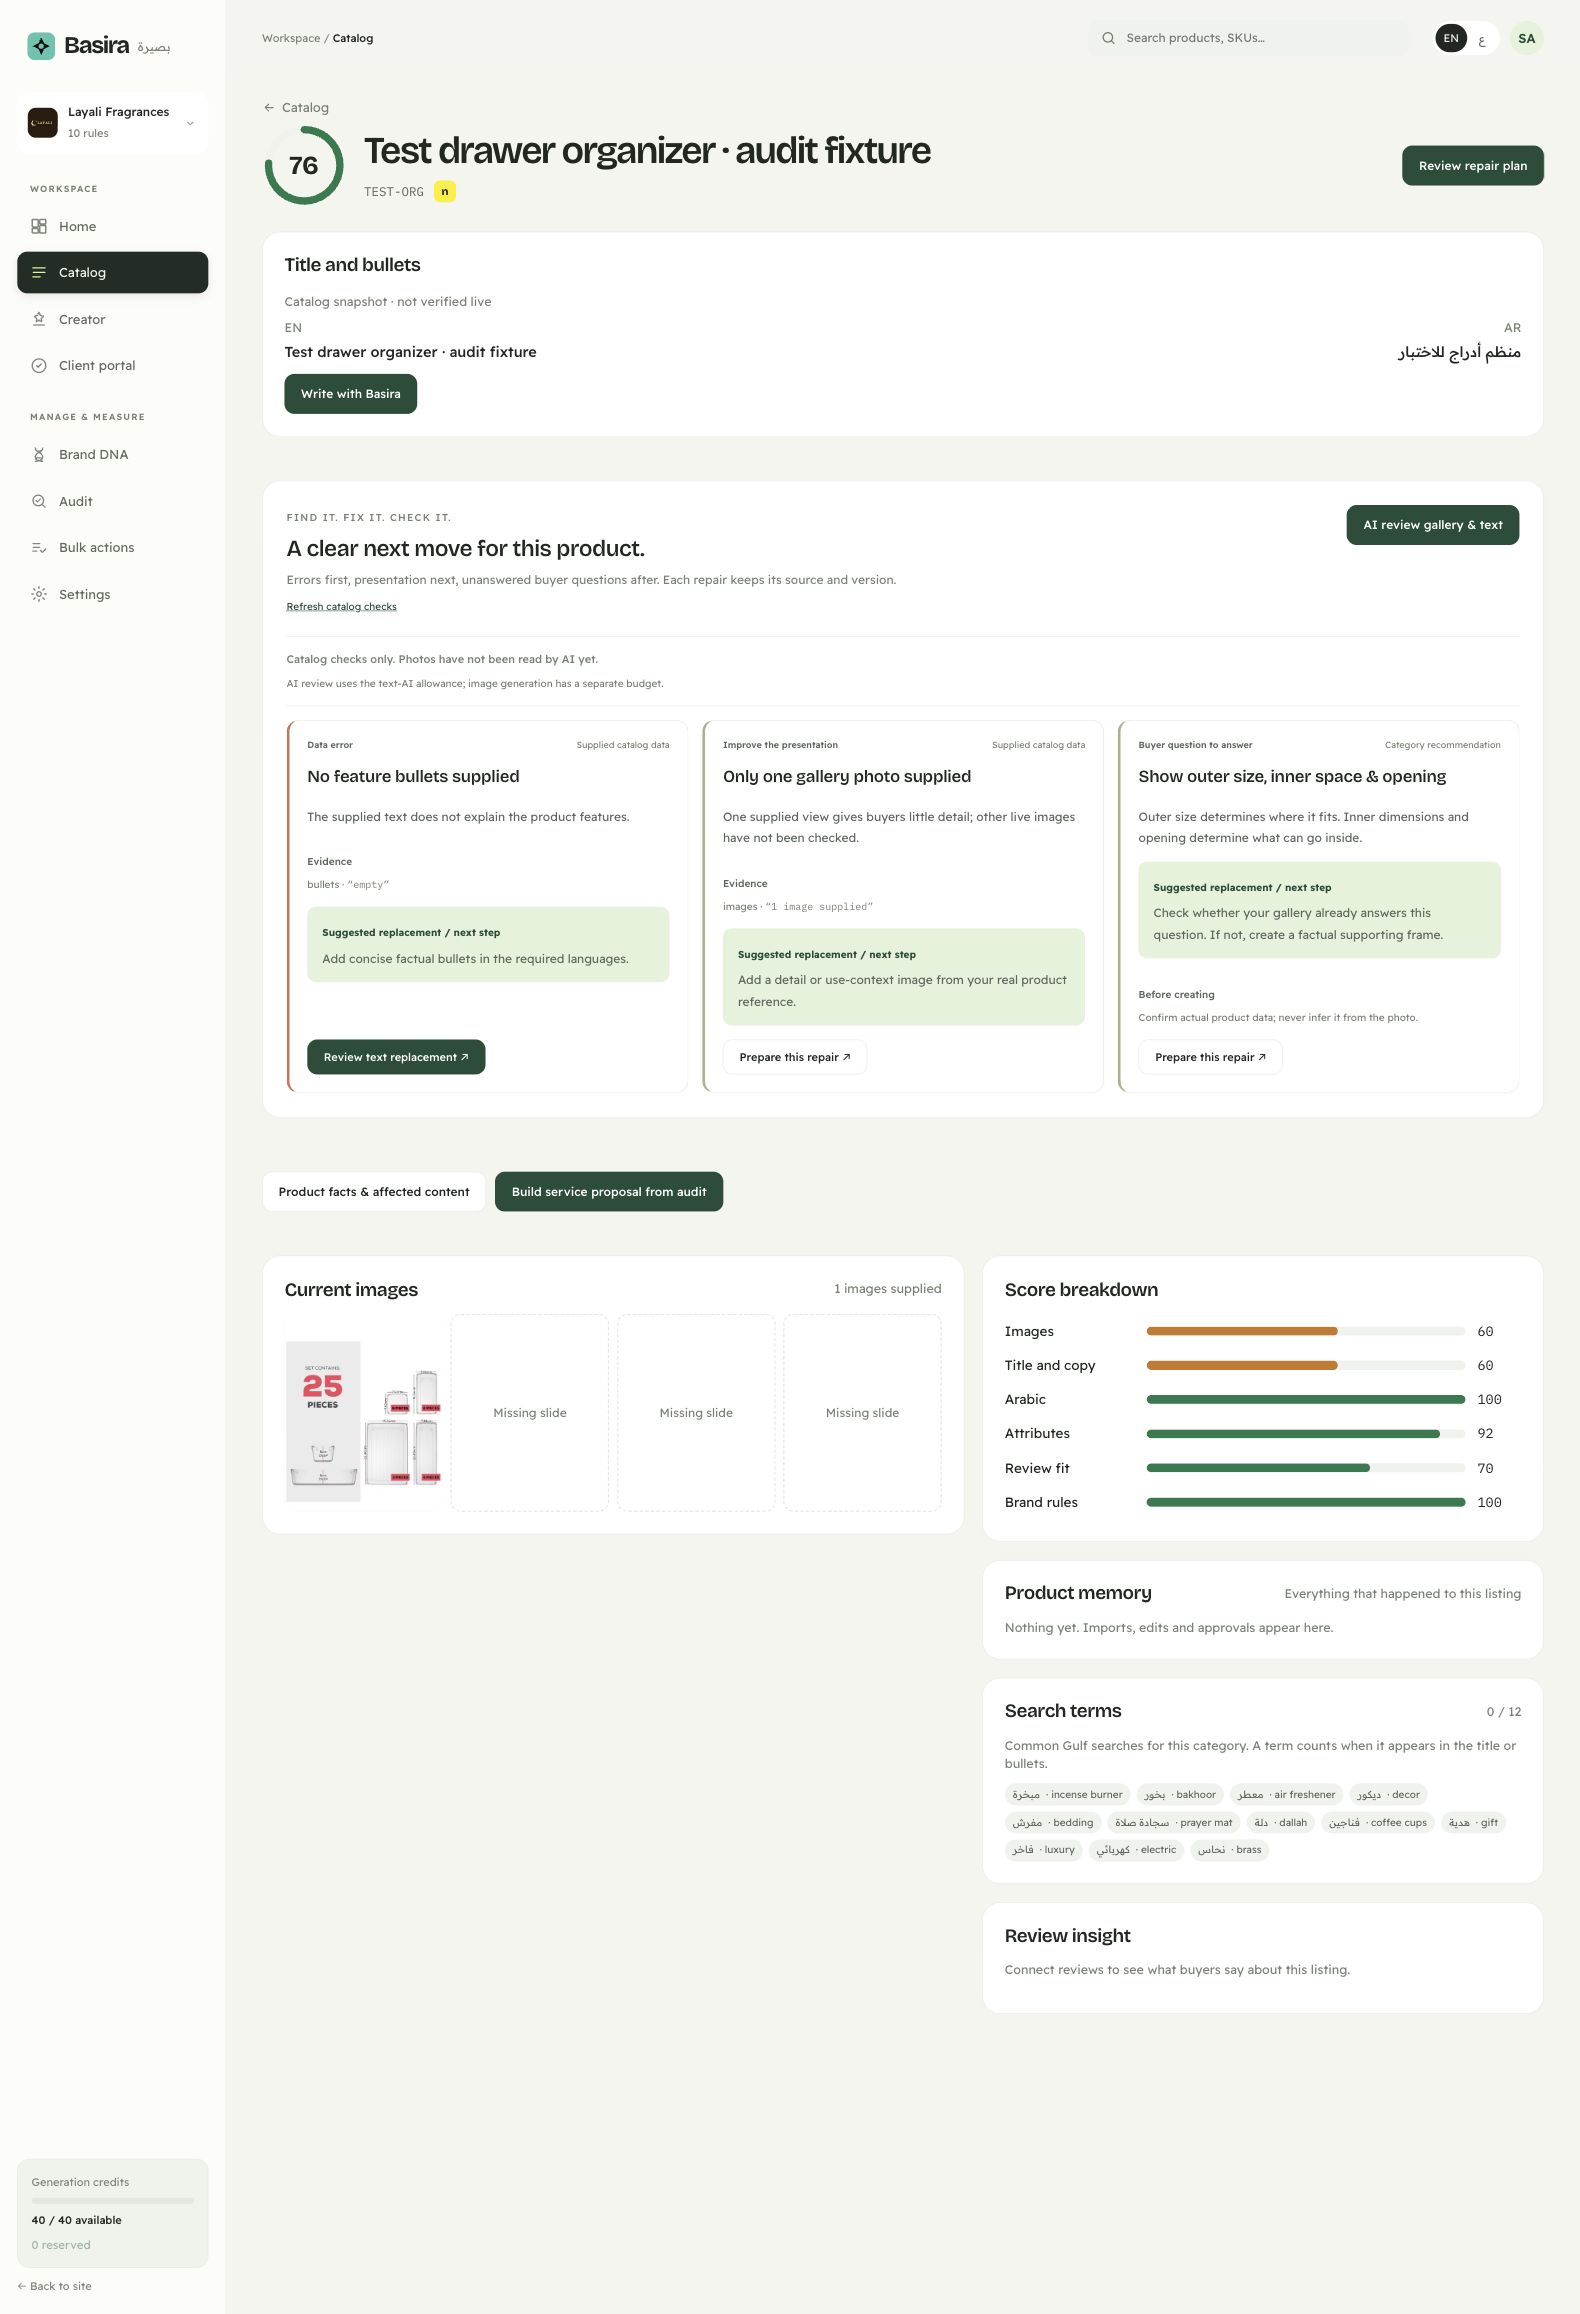 Basira بصيرة
Layali Fragrances
10 rules
WORKSPACE
Home
Catalog
Creator
Client portal
MANAGE & MEASURE
Brand DNA
Audit
Bulk actions
Settings
Generation credits
40 / 40 available
0 reserved
← Back to site
Workspace / Catalog
Search products, SKUs…
EN ع
SA
← Catalog
76
Test drawer organizer · audit fixture
TEST-ORG n
Review repair plan
Title and bullets
Catalog snapshot · not verified live
EN AR
Test drawer organizer · audit fixture
منظم أدراج للاختبار
Write with Basira
FIND IT. FIX IT. CHECK IT.
A clear next move for this product.
Errors first, presentation next, unanswered buyer questions after. Each repair keeps its source and version.
Refresh catalog checks
AI review gallery & text
Catalog checks only. Photos have not been read by AI yet.
AI review uses the text-AI allowance; image generation has a separate budget.
Data error Supplied catalog data
No feature bullets supplied
The supplied text does not explain the product features.
Evidence
bullets · “empty”
Suggested replacement / next step
Add concise factual bullets in the required languages.
Review text replacement ↗
Improve the presentation Supplied catalog data
Only one gallery photo supplied
One supplied view gives buyers little detail; other live images
have not been checked.
Evidence
images · “1 image supplied”
Suggested replacement / next step
Add a detail or use-context image from your real product
reference.
Prepare this repair ↗
Buyer question to answer Category recommendation
Show outer size, inner space & opening
Outer size determines where it fits. Inner dimensions and
opening determine what can go inside.
Suggested replacement / next step
Check whether your gallery already answers this
question. If not, create a factual supporting frame.
Before creating
Confirm actual product data; never infer it from the photo.
Prepare this repair ↗
Product facts & affected content
Build service proposal from audit
Current images 1 images supplied
SET CONTAINS
25
PIECES
Missing slide
Missing slide
Missing slide
Score breakdown
Images 60
Title and copy 60
Arabic 100
Attributes 92
Review fit 70
Brand rules 100
Product memory Everything that happened to this listing
Nothing yet. Imports, edits and approvals appear here.
Search terms 0 / 12
Common Gulf searches for this category. A term counts when it appears in the title or
bullets.
مبخرة · incense burner بخور · bakhoor معطر · air freshener ديكور · decor
مفرش · bedding سجادة صلاة · prayer mat دلة · dallah فناجين · coffee cups هدية · gift
فاخر · luxury كهربائي · electric نحاس · brass
Review insight
Connect reviews to see what buyers say about this listing.